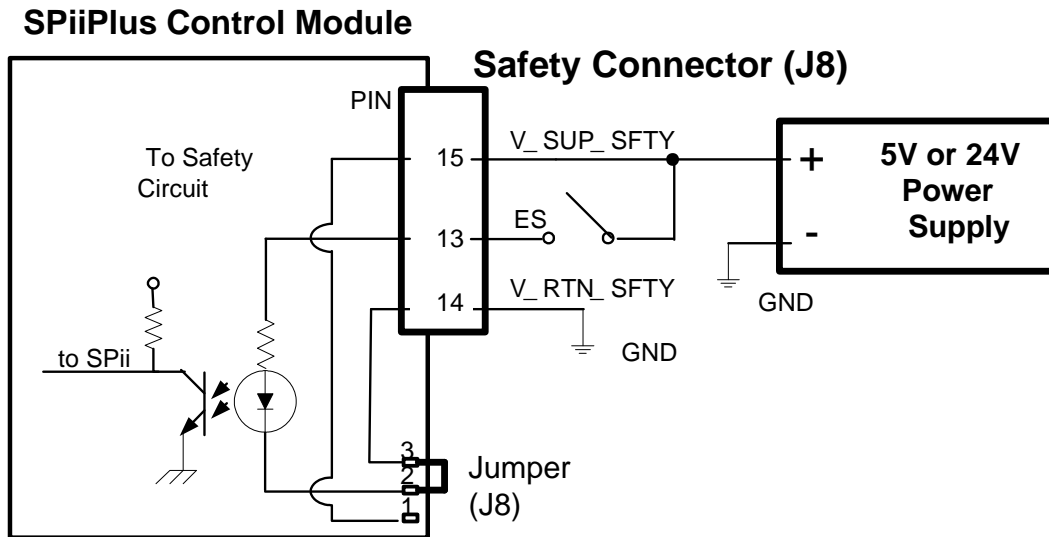 SPiiPlus Control Module
Safety Connector (J8)
PIN
To Safety
Circuit
15
V_ SUP_ SFTY
+
5V or 24V
Power
Supply
ES
13
-
14
V_ RTN_ SFTY
GND
GND
to SPii
3
2
1
Jumper
(J8)